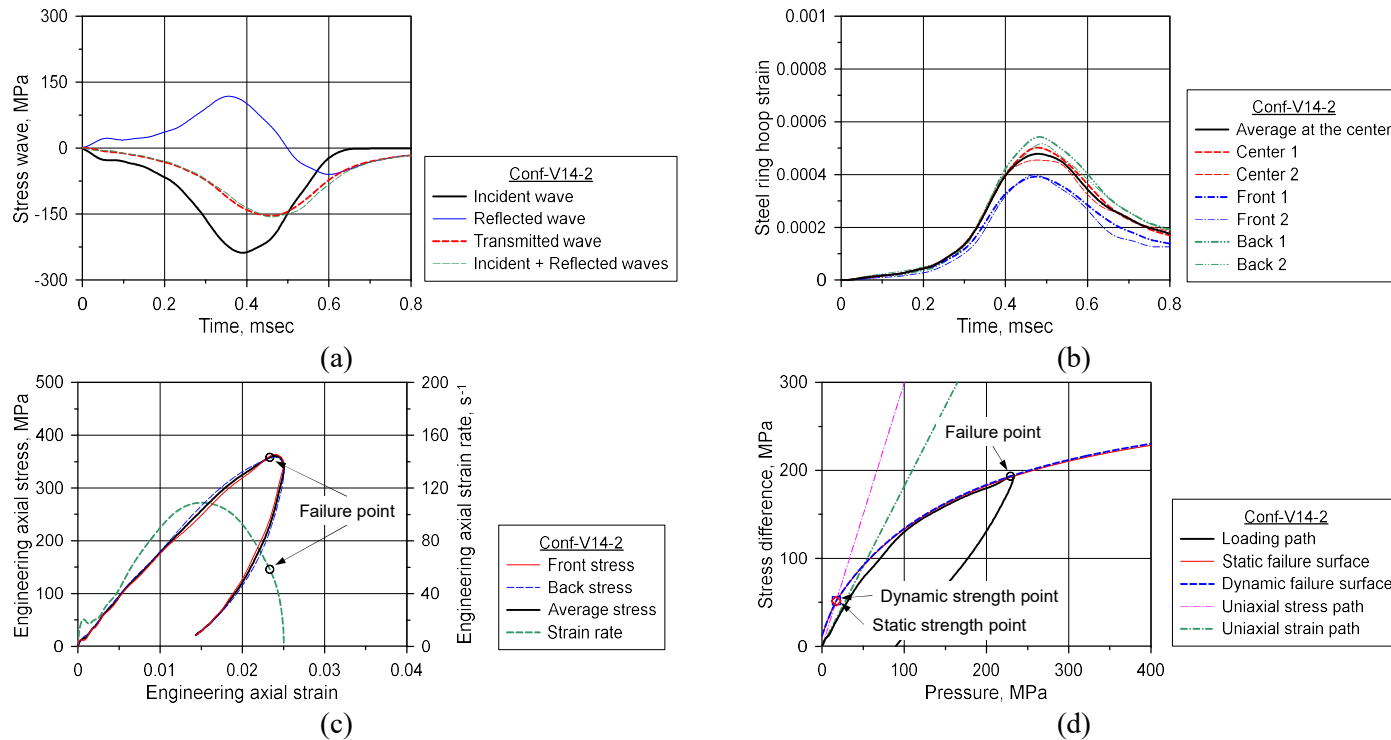 300
150
0
-150
-300
Stress wave, MPa
0
0.2
0.4
0.6
0.8
Time, msec
Conf-V14-2
Incident wave
Reflected wave
Transmitted wave
Incident + Reflected waves
(a)
0.001
0.0008
0.0006
0.0004
0.0002
0
Steel ring hoop strain
0
0.2
0.4
0.6
0.8
Time, msec
Conf-V14-2
Average at the center
Center 1
Center 2
Front 1
Front 2
Back 1
Back 2
(b)
500
400
300
200
100
0
Engineering axial stress, MPa
200
160
120
80
40
0
Engineering axial strain rate, s⁻¹
Failure point
0
0.01
0.02
0.03
0.04
Engineering axial strain
Conf-V14-2
Front stress
Back stress
Average stress
Strain rate
(c)
300
200
100
0
Stress difference, MPa
Failure point
Dynamic strength point
Static strength point
0
100
200
300
400
Pressure, MPa
Conf-V14-2
Loading path
Static failure surface
Dynamic failure surface
Uniaxial stress path
Uniaxial strain path
(d)